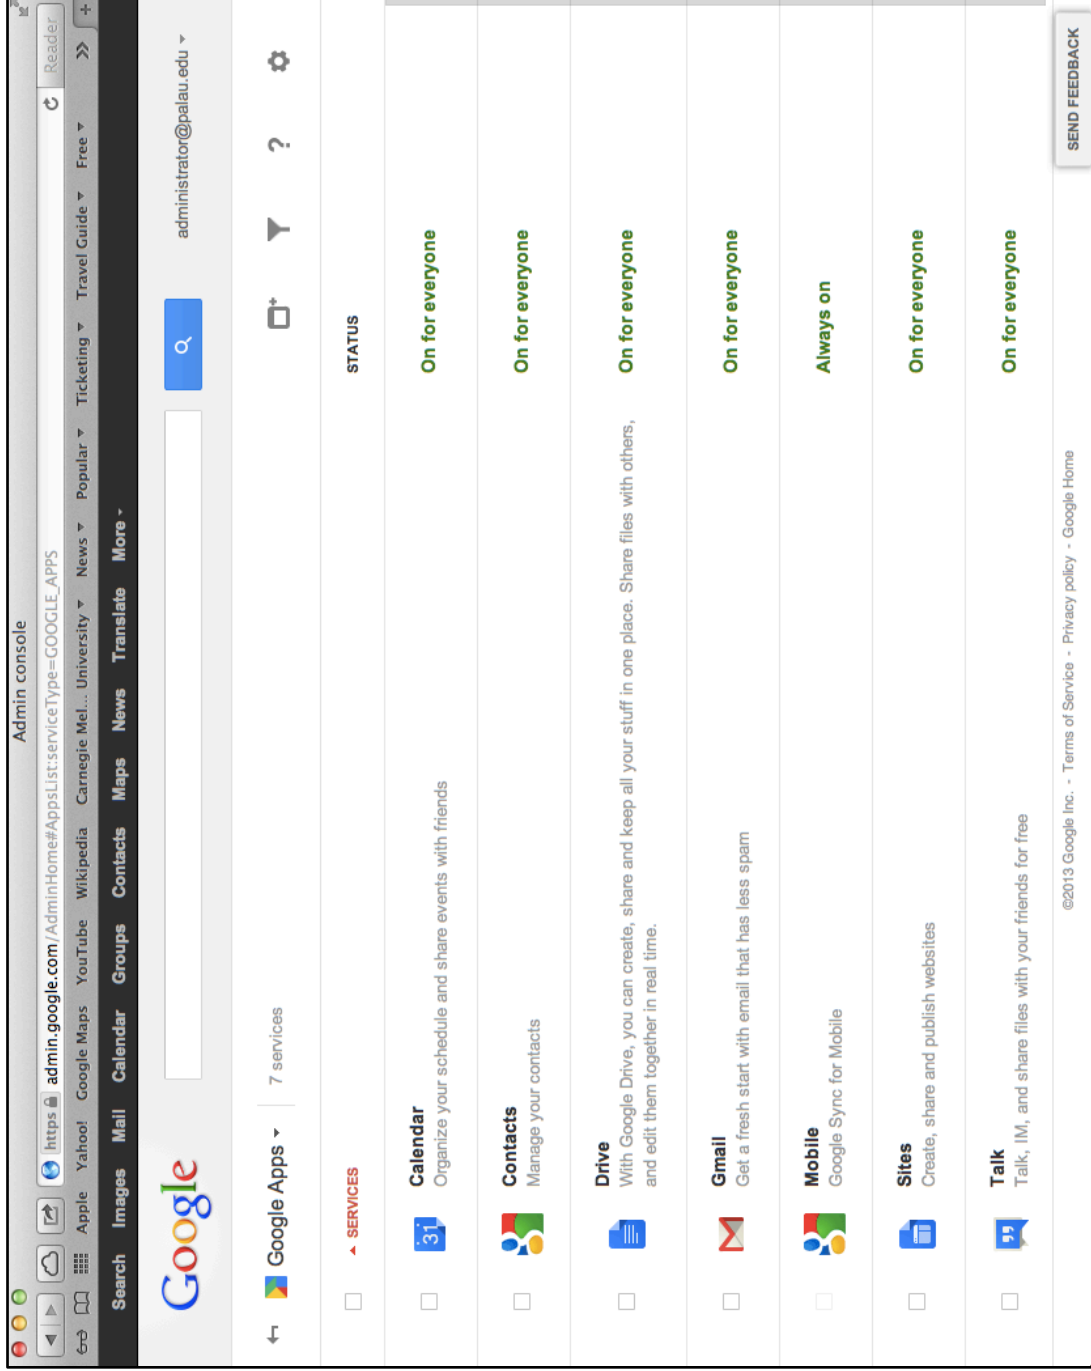 Admin console
https admin.google.com/AdminHome#AppsList:serviceType=GOOGLE_APPS Reader
Apple Yahoo! Google Maps YouTube Wikipedia Carnegie Mel... University News Popular Ticketing Travel Guide Free
Search Images Mail Calendar Groups Contacts Maps News Translate More
Google administrator@palau.edu
Google Apps 7 services
SERVICES STATUS
31
Calendar On for everyone
Organize your schedule and share events with friends
Contacts On for everyone
Manage your contacts
Drive On for everyone
With Google Drive, you can create, share and keep all your stuff in one place. Share files with others,
and edit them together in real time.
Gmail On for everyone
Get a fresh start with email that has less spam
Mobile Always on
Google Sync for Mobile
Sites On for everyone
Create, share and publish websites
Talk On for everyone
Talk, IM, and share files with your friends for free
©2013 Google Inc. - Terms of Service - Privacy policy - Google Home
SEND FEEDBACK